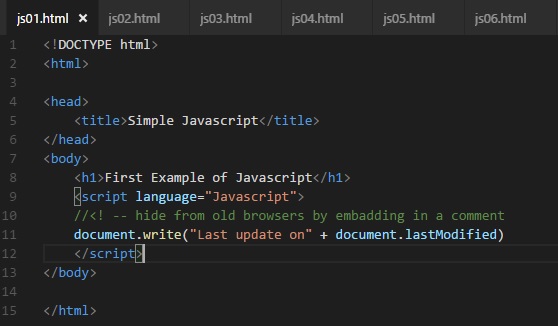 js01.html × js02.html js03.html js04.html js05.html js06.html
1 <!DOCTYPE html>
2 <html>
3
4 <head>
5 <title>Simple Javascript</title>
6 </head>
7 <body>
8 <h1>First Example of Javascript</h1>
9 <script language="Javascript">
10 //<! -- hide from old browsers by embadding in a comment
11 document.write("Last update on" + document.lastModified)
12 </script>
13 </body>
14
15 </html>